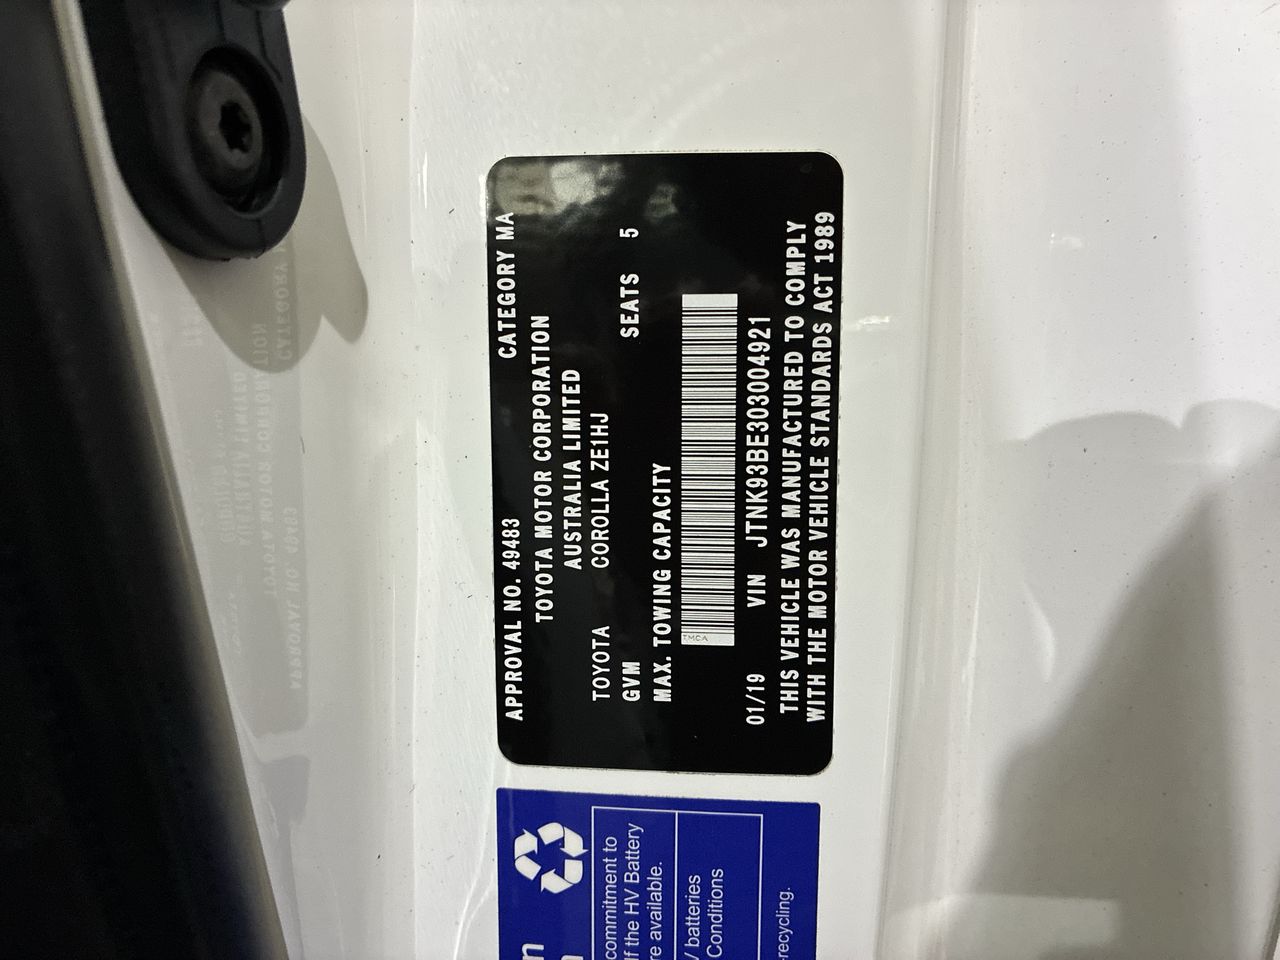 APPROVAL NO. 49483 CATEGORY MA
TOYOTA MOTOR CORPORATION
AUSTRALIA LIMITED
TOYOTA COROLLA ZE1HJ
GVM SEATS 5
MAX. TOWING CAPACITY
TMCA
01/19 VIN JTNK93BE303004921
THIS VEHICLE WAS MANUFACTURED TO COMPLY
WITH THE MOTOR VEHICLE STANDARDS ACT 1989
commitment to
f the HV Battery
re available.
batteries
Conditions
-recycling.